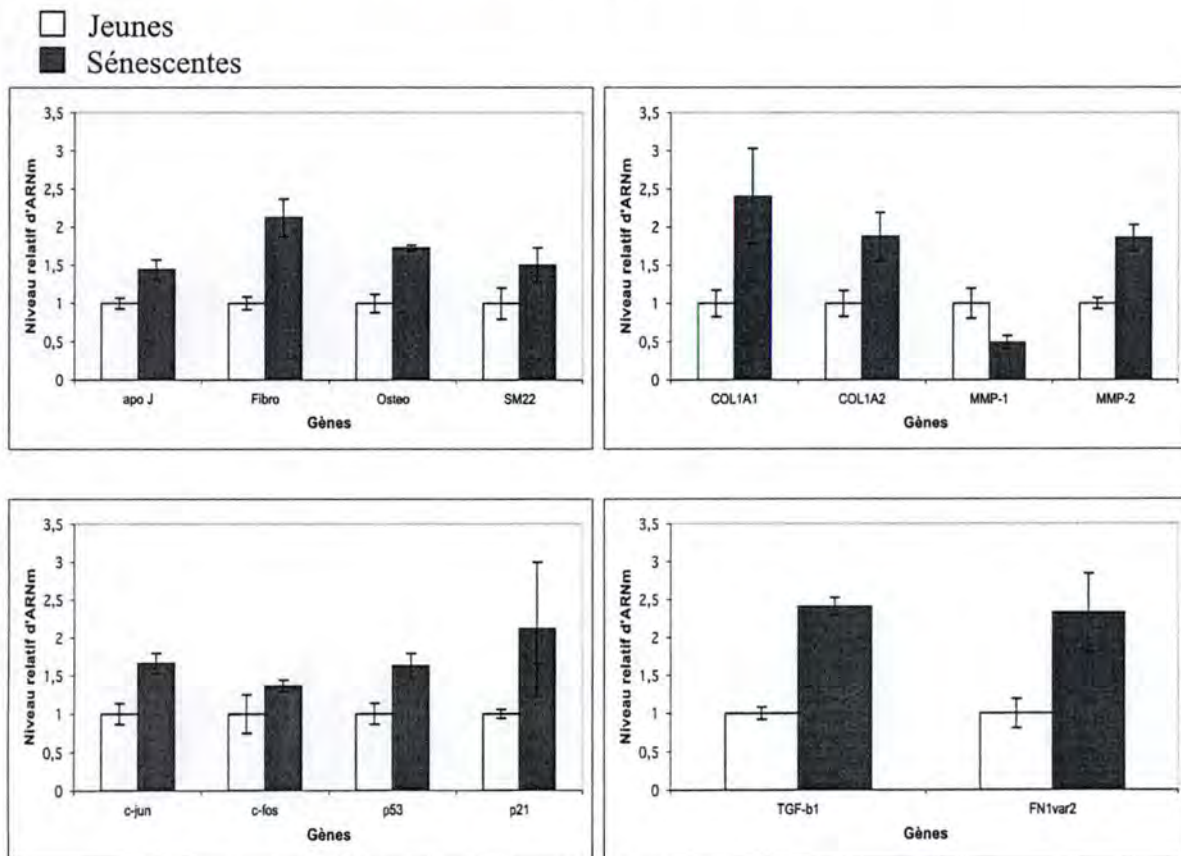 Jeunes
Sénescentes
Niveau relatif d'ARNm
3,5
3
2,5
2
1,5
1
0,5
0
apo J Fibro Osteo SM22
Gènes
Niveau relatif d'ARNm
3,5
3
2,5
2
1,5
1
0,5
0
COL1A1 COL1A2 MMP-1 MMP-2
Gènes
Niveau relatif d'ARNm
3,5
3
2,5
2
1,5
1
0,5
0
c-jun c-fos p53 p21
Gènes
Niveau relatif d'ARNm
3,5
3
2,5
2
1,5
1
0,5
0
TGF-b1 FN1var2
Gènes